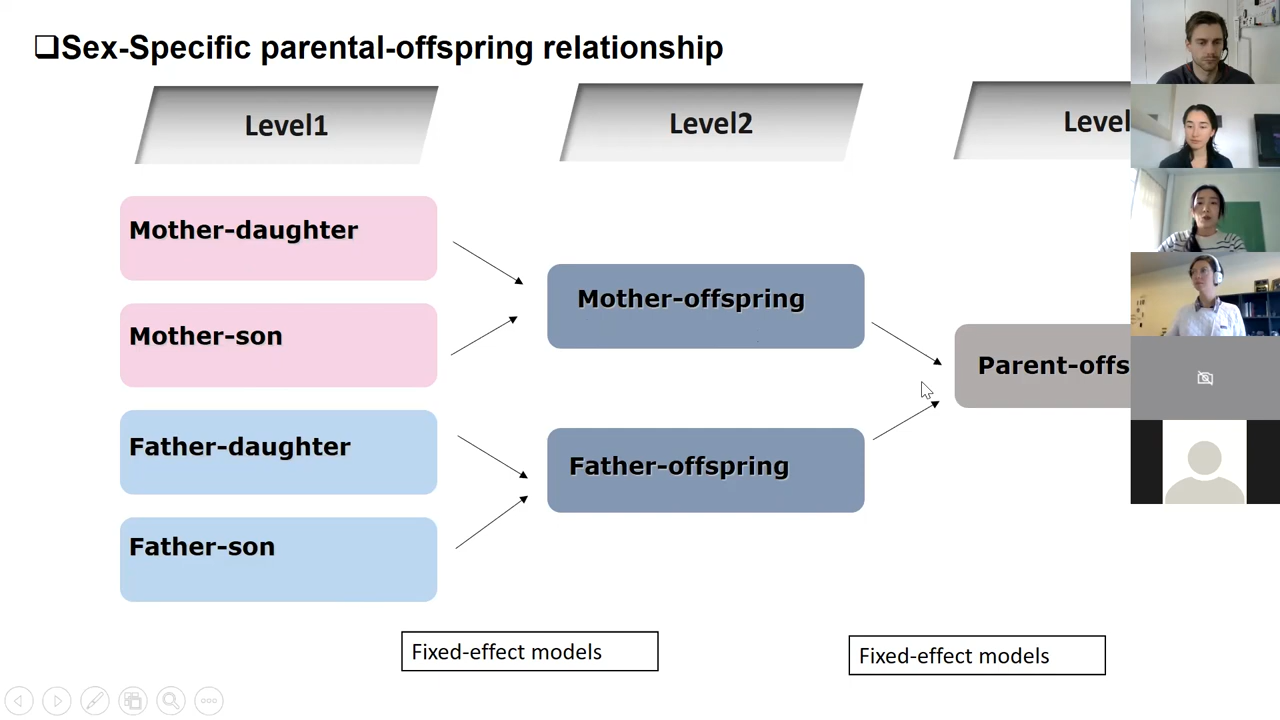 ❑Sex-Specific parental-offspring relationship
Level1
Level2
Level
Mother-daughter
Mother-son
Father-daughter
Father-son
Mother-offspring
Father-offspring
Parent-offs
Fixed-effect models
Fixed-effect models